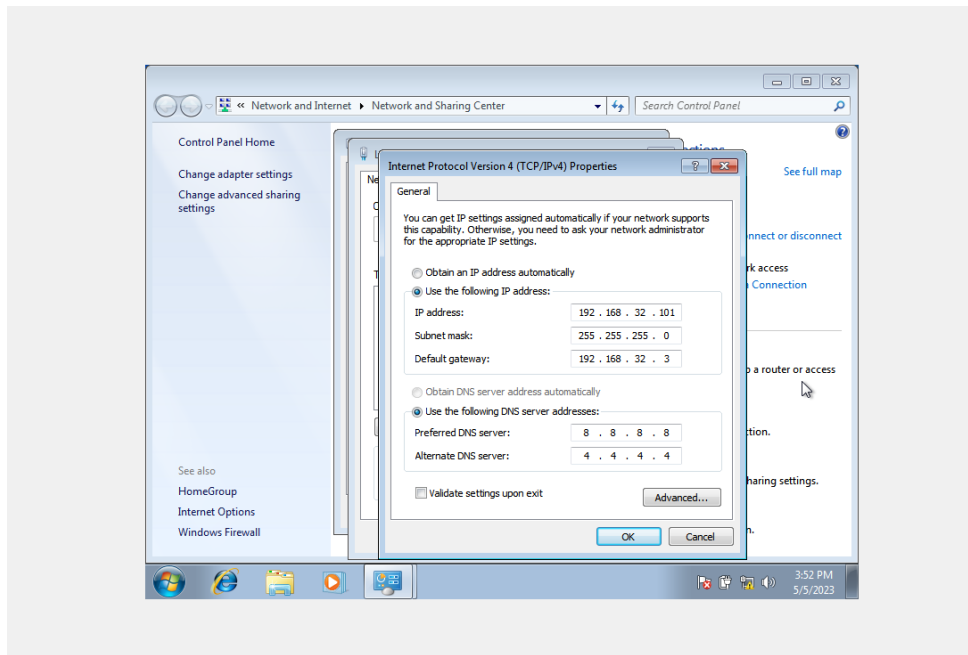 « Network and Internet ▸ Network and Sharing Center
Search Control Panel
Control Panel Home
Change adapter settings
Change advanced sharing
settings
See also
HomeGroup
Internet Options
Windows Firewall
See full map
onnect or disconnect
rk access
Connection
o a router or access
tion.
haring settings.
Internet Protocol Version 4 (TCP/IPv4) Properties
General
You can get IP settings assigned automatically if your network supports
this capability. Otherwise, you need to ask your network administrator
for the appropriate IP settings.
Obtain an IP address automatically
Use the following IP address:
IP address: 192 . 168 . 32 . 101
Subnet mask: 255 . 255 . 255 . 0
Default gateway: 192 . 168 . 32 . 3
Obtain DNS server address automatically
Use the following DNS server addresses:
Preferred DNS server: 8 . 8 . 8 . 8
Alternate DNS server: 4 . 4 . 4 . 4
Validate settings upon exit
Advanced...
OK
Cancel
3:52 PM
5/5/2023